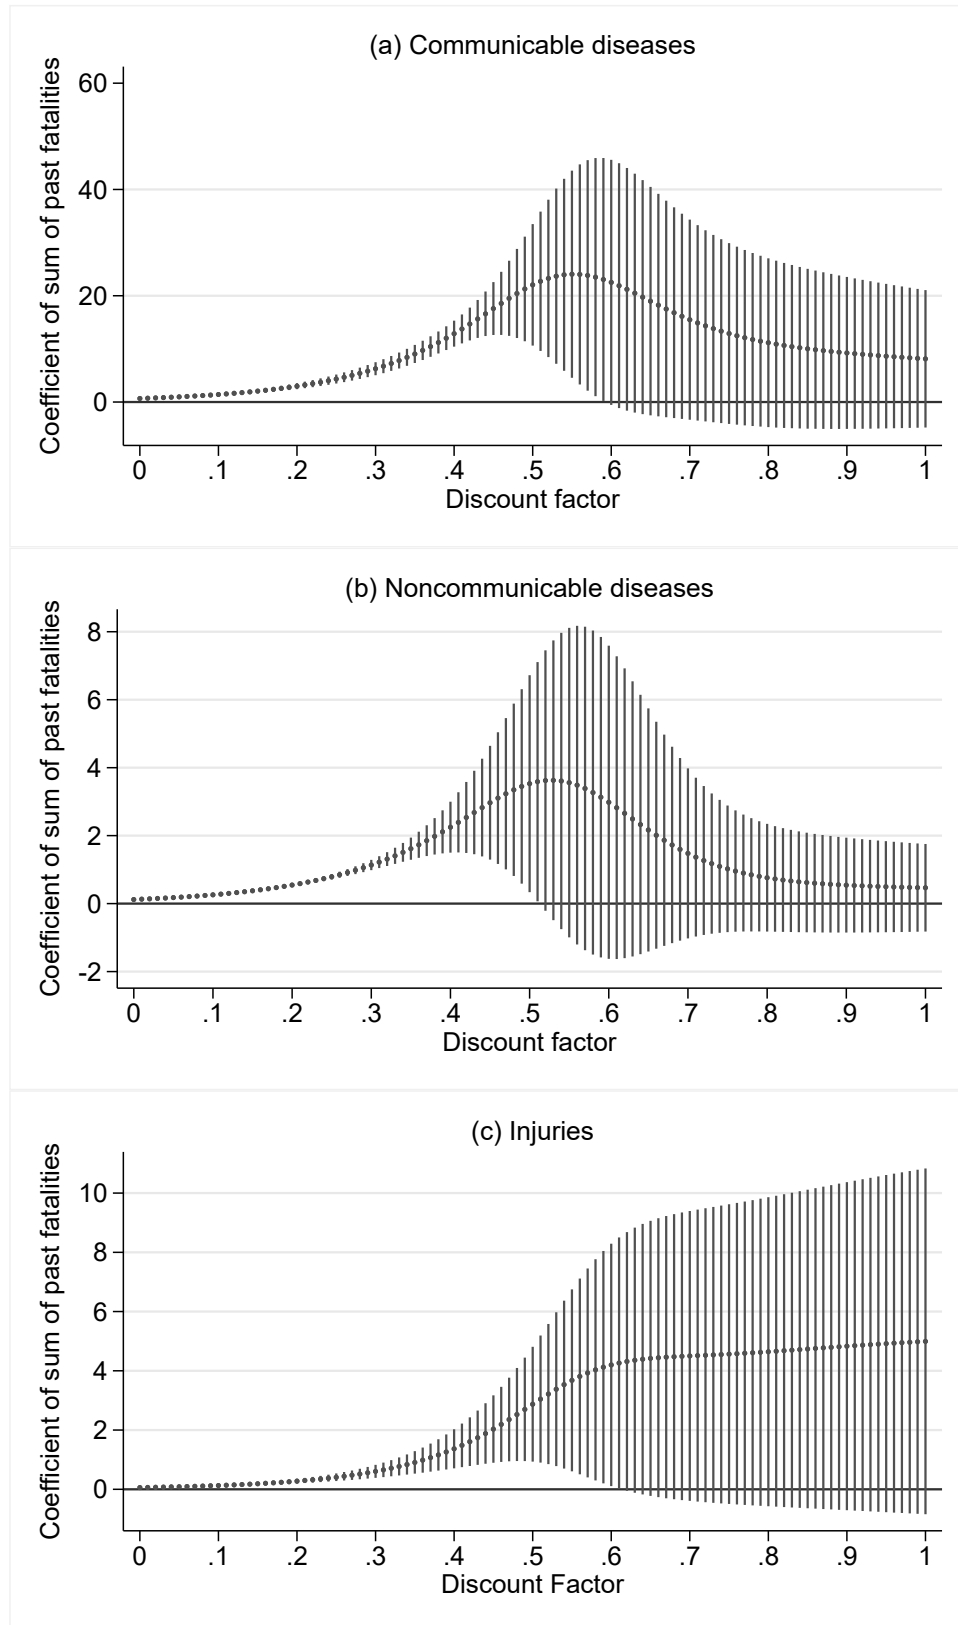 (a) Communicable diseases
Coefficient of sum of past fatalities
60
40
20
0
0 .1 .2 .3 .4 .5 .6 .7 .8 .9 1
Discount factor
(b) Noncommunicable diseases
Coefficient of sum of past fatalities
8
6
4
2
0
-2
0 .1 .2 .3 .4 .5 .6 .7 .8 .9 1
Discount factor
(c) Injuries
Coefficient of sum of past fatalities
10
8
6
4
2
0
0 .1 .2 .3 .4 .5 .6 .7 .8 .9 1
Discount Factor